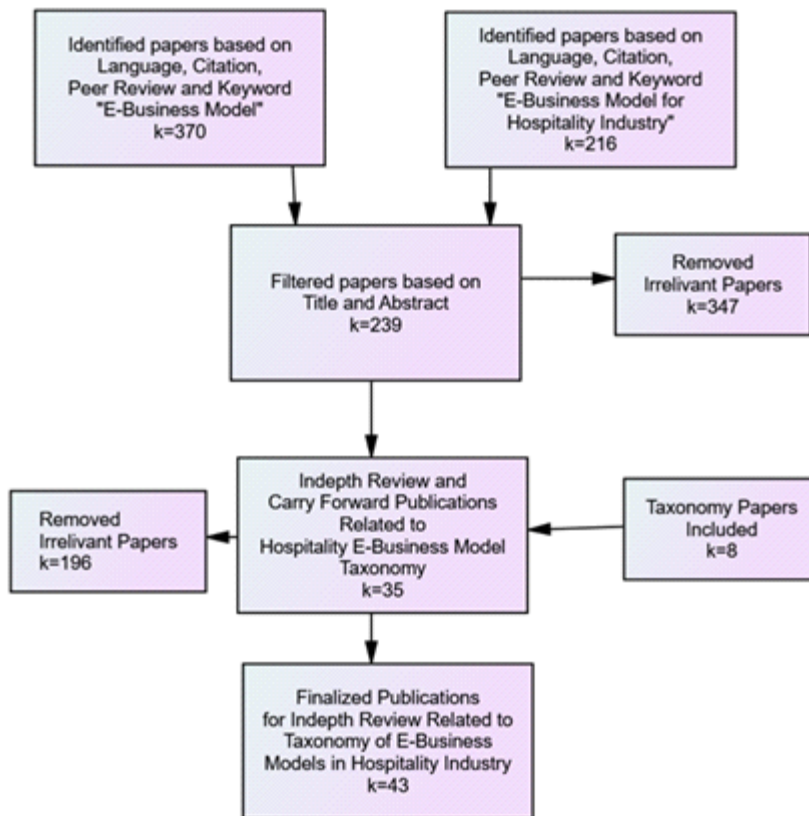 Identified papers based on
Language, Citation,
Peer Review and Keyword
"E-Business Model"
k=370
Identified papers based on
Language, Citation,
Peer Review and Keyword
"E-Business Model for
Hospitality Industry"
k=216
Filtered papers based on
Title and Abstract
k=239
Removed
Irrelivant Papers
k=347
Indepth Review and
Carry Forward Publications
Related to
Hospitality E-Business Model
Taxonomy
k=35
Removed
Irrelivant Papers
k=196
Taxonomy Papers
Included
k=8
Finalized Publications
for Indepth Review Related to
Taxonomy of E-Business
Models in Hospitality Industry
k=43